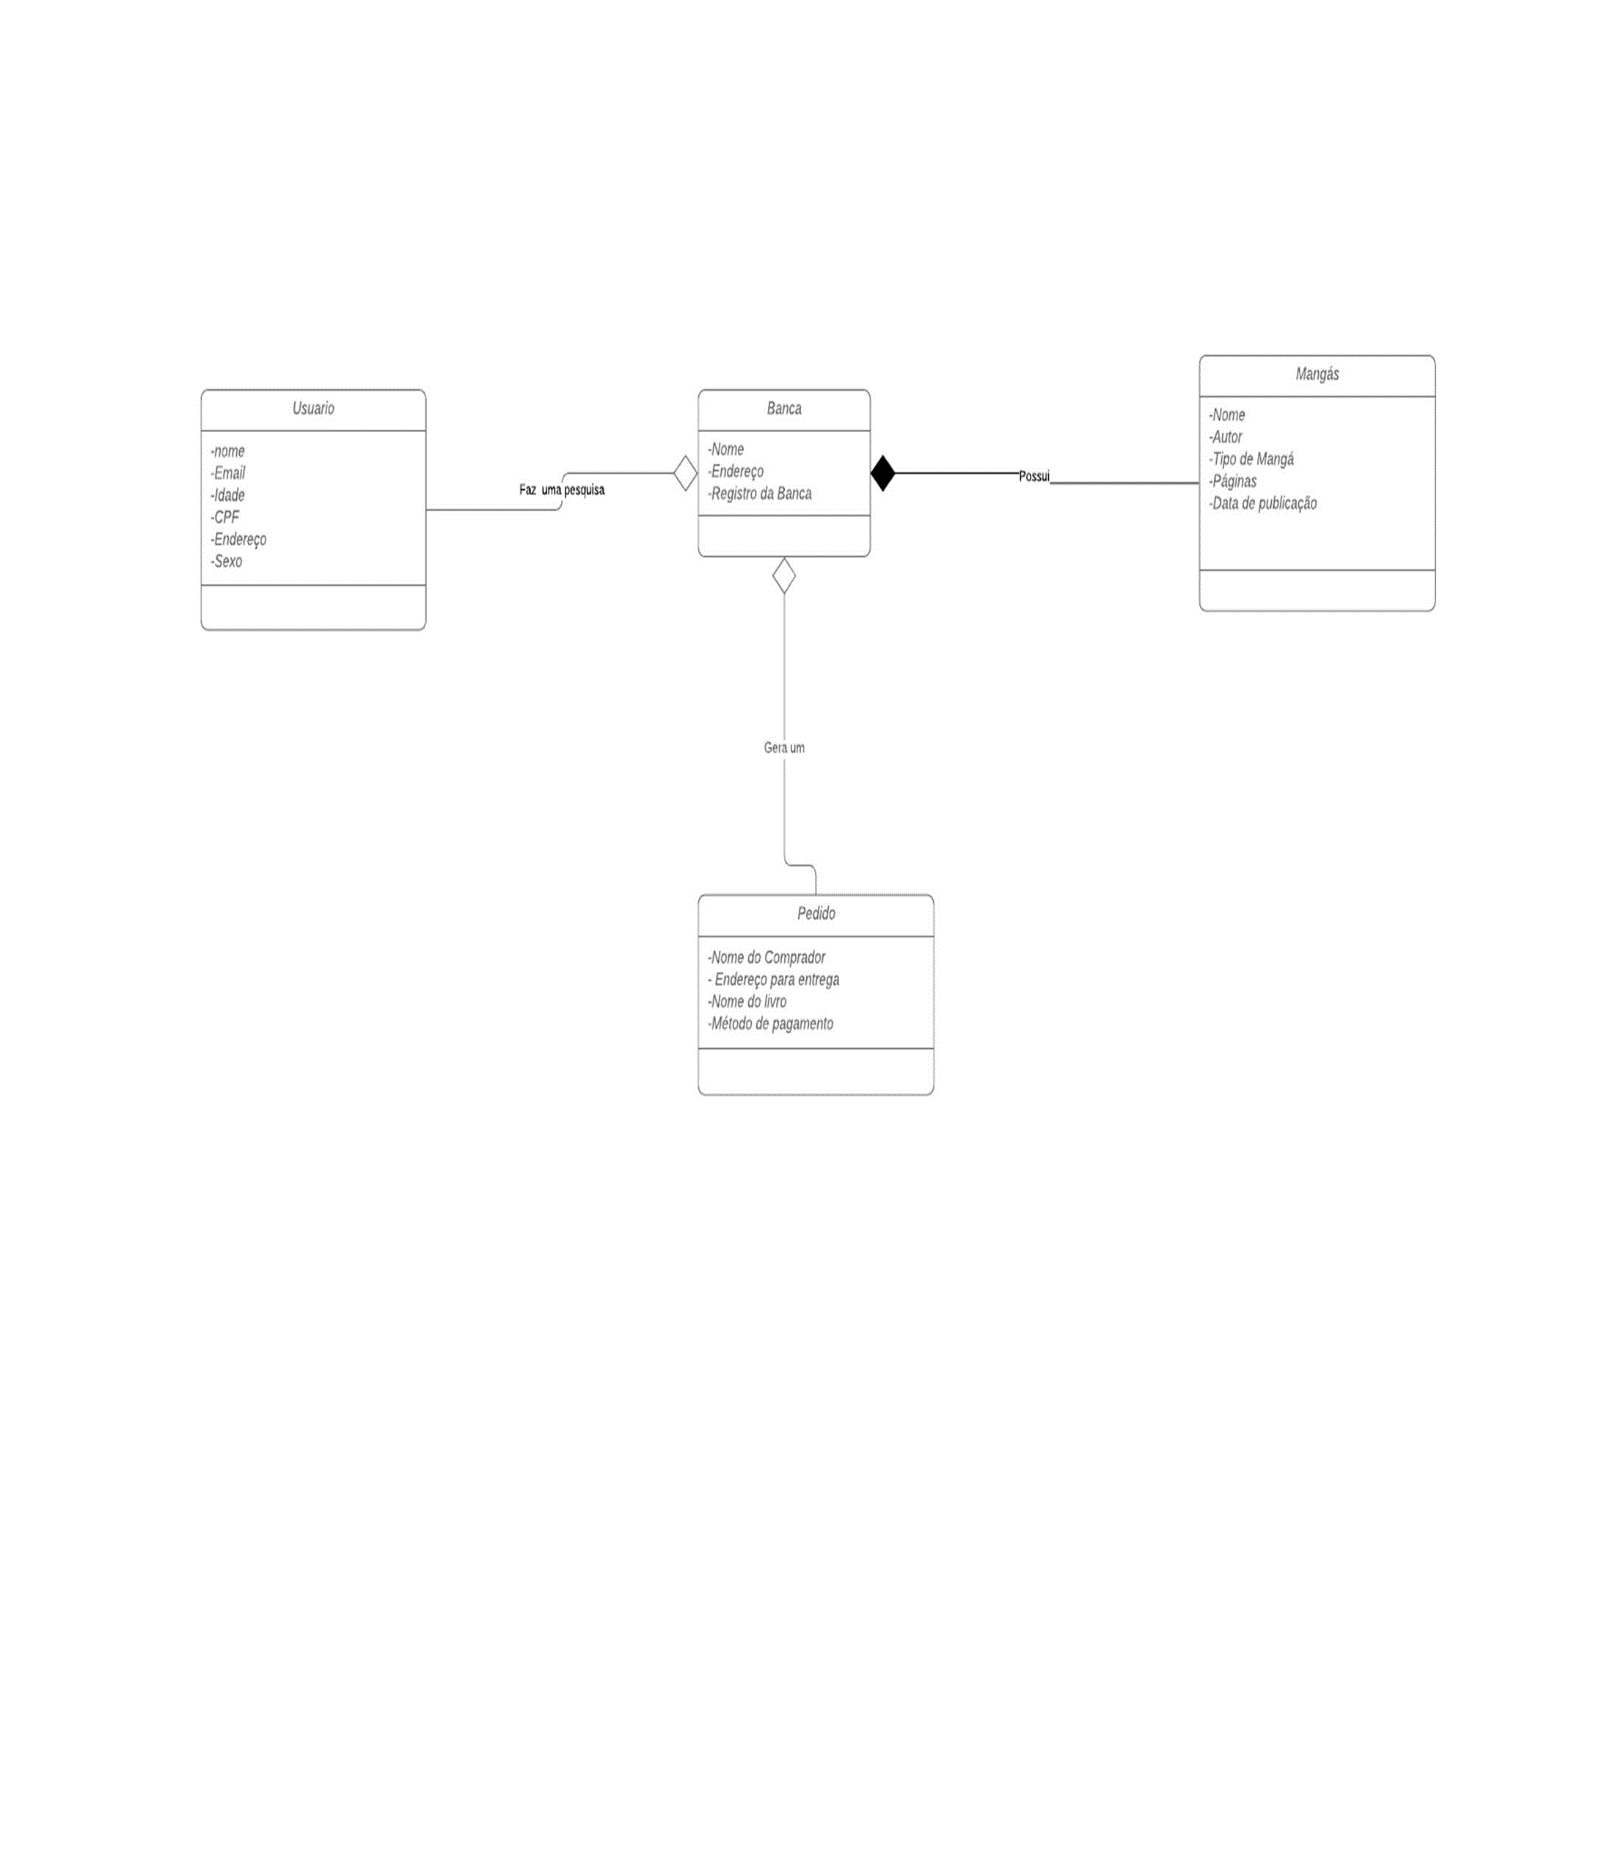 Usuario
-nome
-Email
-Idade
-CPF
-Endereço
-Sexo
Faz  uma pesquisa
Banca
-Nome
-Endereço
-Registro da Banca
Possui
Mangás
-Nome
-Autor
-Tipo de Mangá
-Páginas
-Data de publicação
Gera um
Pedido
-Nome do Comprador
- Endereço para entrega
-Nome do livro
-Método de pagamento